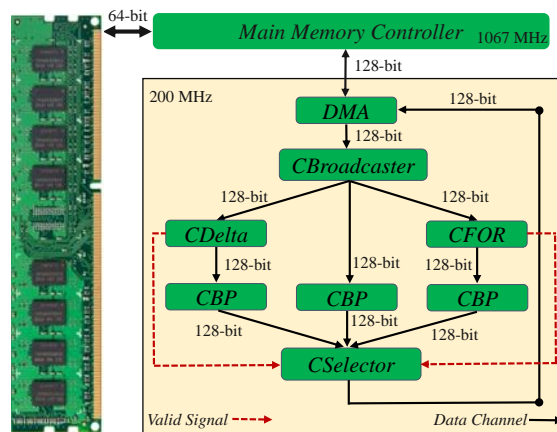 64-bit
Main Memory Controller
1067 MHz
128-bit
200 MHz
DMA
128-bit
128-bit
CBroadcaster
128-bit
128-bit
128-bit
CDelta
CFOR
128-bit
128-bit
CBP
CBP
CBP
128-bit
128-bit
128-bit
CSelector
Valid Signal
Data Channel